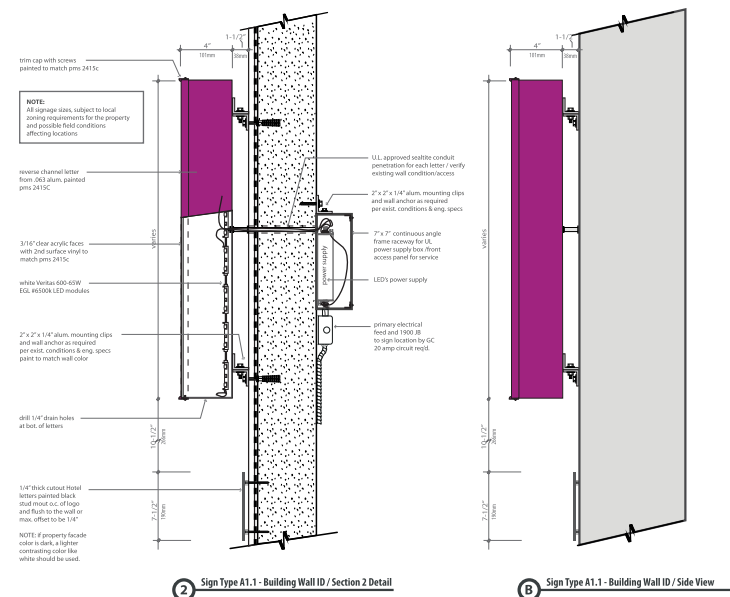 1-1/2"
4"
101mm
38mm
trim cap with screws
painted to match pms 2415c
NOTE:
All signage sizes, subject to local
zoning requirements for the property
and possible field conditions
affecting locations
reverse channel letter
from .063 alum. painted
pms 2415C
varies
3/16" clear acrylic faces
with 2nd surface vinyl to
match pms 2415c
white Veritas 600-65W
EGL #6500k LED modules
2" x 2" x 1/4" alum. mounting clips
and wall anchor as required
per exist. conditions & eng. specs
paint to match wall color
drill 1/4" drain holes
at bot. of letters
10-1/2"
266mm
1/4" thick cutout Hotel
letters painted black
stud mout o.c. of logo
and flush to the wall or
max. offset to be 1/4"
7-1/2"
190mm
NOTE: if property facade
color is dark, a lighter
contrasting color like
white should be used.
U.L. approved sealtite conduit
penetration for each letter / verify
existing wall condition/access
2" x 2" x 1/4" alum. mounting clips
and wall anchor as required
per exist. conditions & eng. specs
7" x 7" continuous angle
frame raceway for UL
power supply box /front
access panel for service
power supply
LED's power supply
primary electrical
feed and 1900 JB
to sign location by GC
20 amp circuit req'd.
2
Sign Type A1.1 - Building Wall ID / Section 2 Detail
1-1/2"
4"
101mm
38mm
varies
10-1/2"
266mm
7-1/2"
190mm
B
Sign Type A1.1 - Building Wall ID / Side View